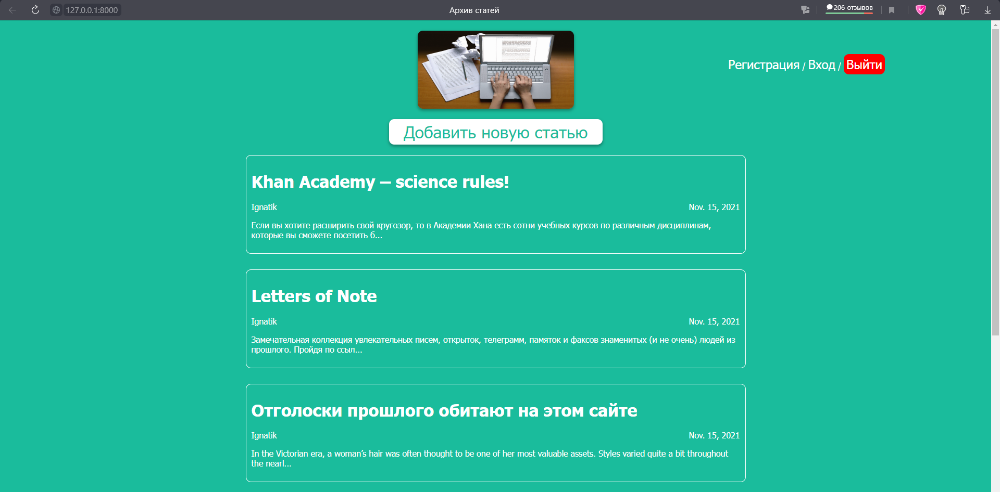 127.0.0.1:8000
Архив статей
206 отзывов
Регистрация / Вход / Выйти
Добавить новую статью
Khan Academy – science rules!
Ignatik
Nov. 15, 2021
Если вы хотите расширить свой кругозор, то в Академии Хана есть сотни учебных курсов по различным дисциплинам,
которые вы сможете посетить б...
Letters of Note
Ignatik
Nov. 15, 2021
Замечательная коллекция увлекательных писем, открыток, телеграмм, памяток и факсов знаменитых (и не очень) людей из
прошлого. Пройдя по ссыл...
Отголоски прошлого обитают на этом сайте
Ignatik
Nov. 15, 2021
In the Victorian era, a woman’s hair was often thought to be one of her most valuable assets. Styles varied quite a bit throughout
the nearl...